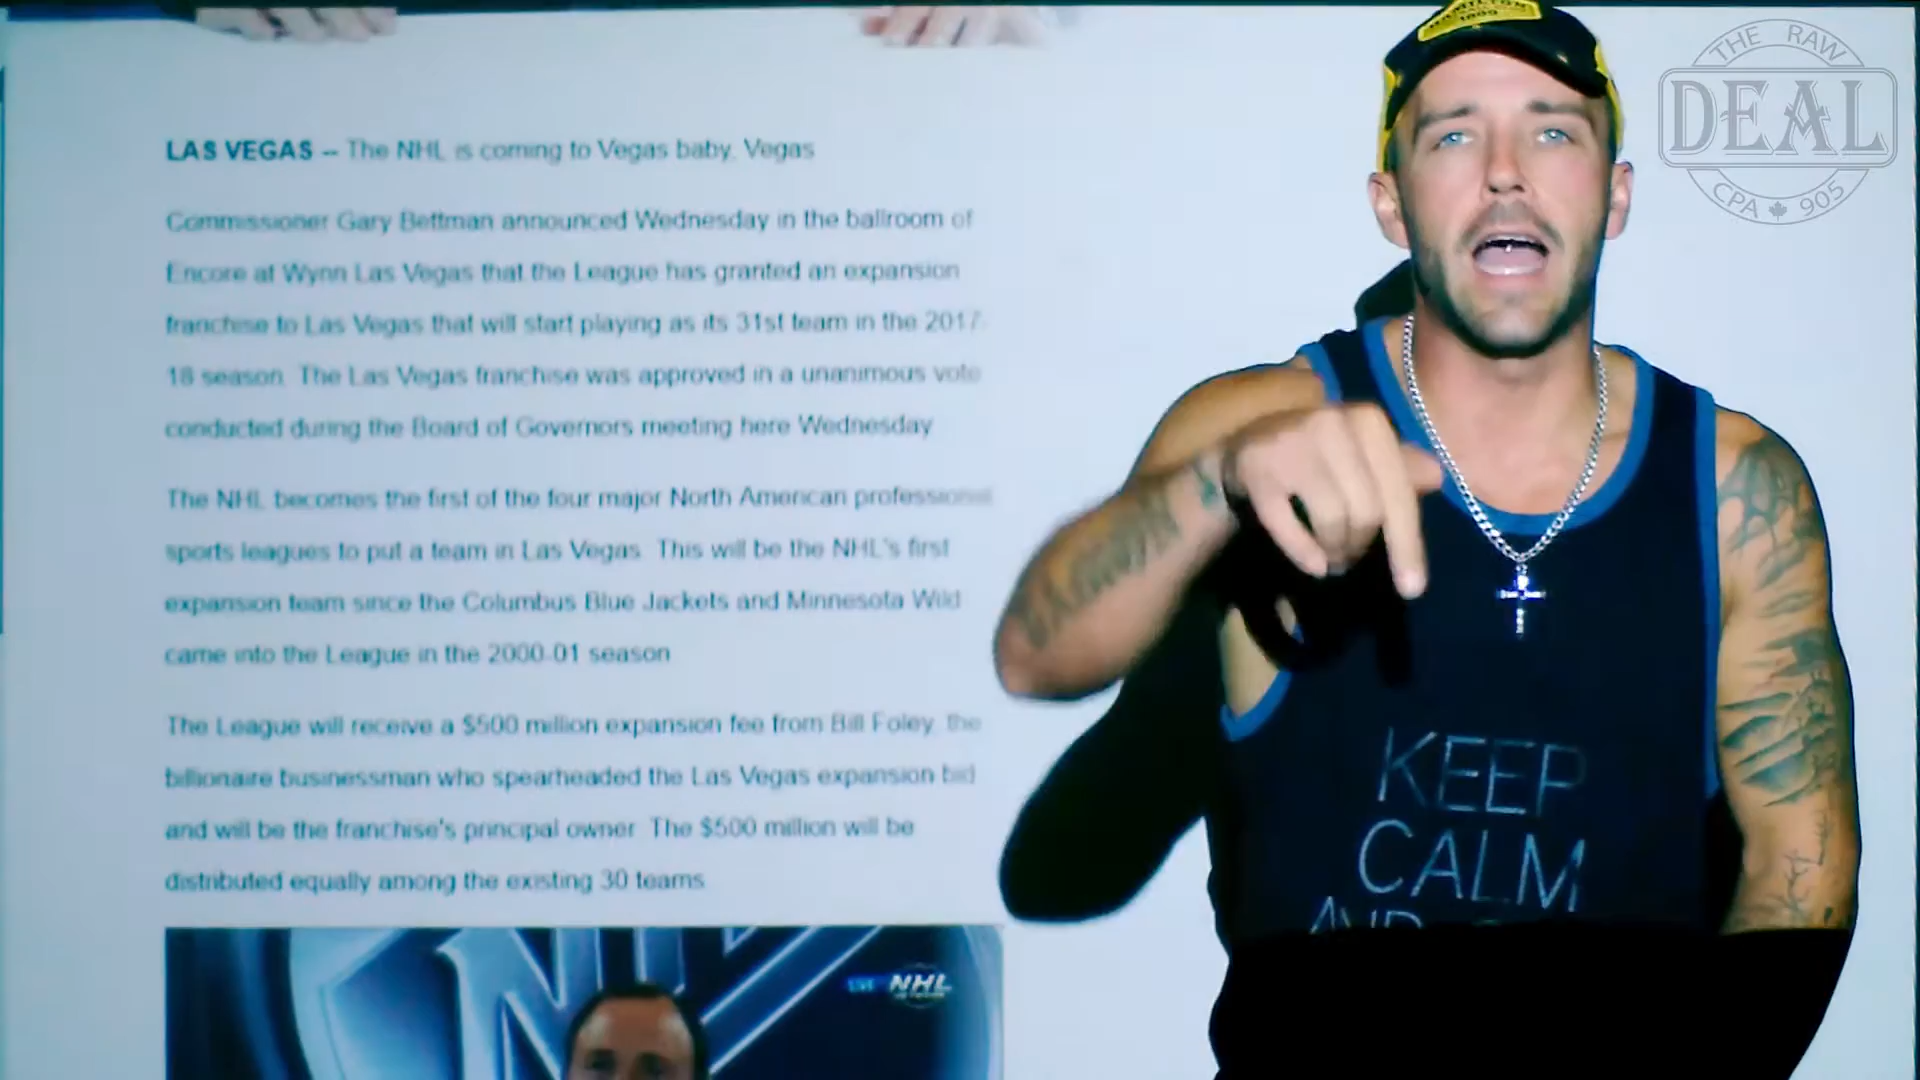 LAS VEGAS -- The NHL is coming to Vegas baby, Vegas
Commissioner Gary Bettman announced Wednesday in the ballroom of
Encore at Wynn Las Vegas that the League has granted an expansion
franchise to Las Vegas that will start playing as its 31st team in the 2017-
18 season. The Las Vegas franchise was approved in a unanimous vote
conducted during the Board of Governors meeting here Wednesday
The NHL becomes the first of the four major North American professional
sports leagues to put a team in Las Vegas. This will be the NHL's first
expansion team since the Columbus Blue Jackets and Minnesota Wild
came into the League in the 2000-01 season
The League will receive a $500 million expansion fee from Bill Foley, the
billionaire businessman who spearheaded the Las Vegas expansion bid
and will be the franchise's principal owner. The $500 million will be
distributed equally among the existing 30 teams
LIVE NHL
HAMILTON
1899
THE RAW
DEAL
CPA 905
KEEP
CALM
AND